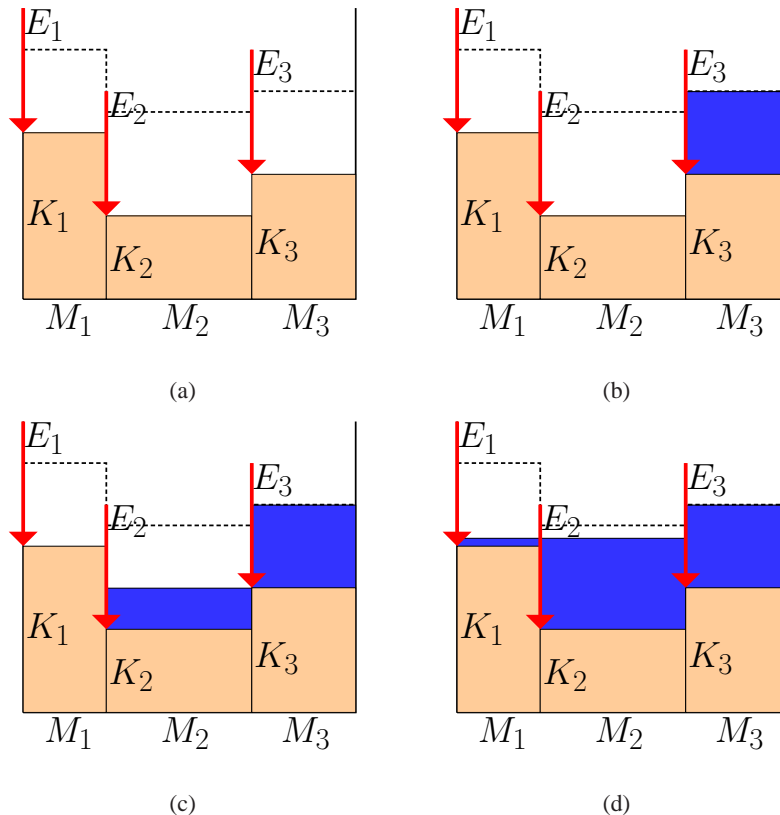 E₁
E₂
E₃
K₁
K₂
K₃
M₁ M₂ M₃
(a)
E₁
E₂
E₃
K₁
K₂
K₃
M₁ M₂ M₃
(b)
E₁
E₂
E₃
K₁
K₂
K₃
M₁ M₂ M₃
(c)
E₁
E₂
E₃
K₁
K₂
K₃
M₁ M₂ M₃
(d)